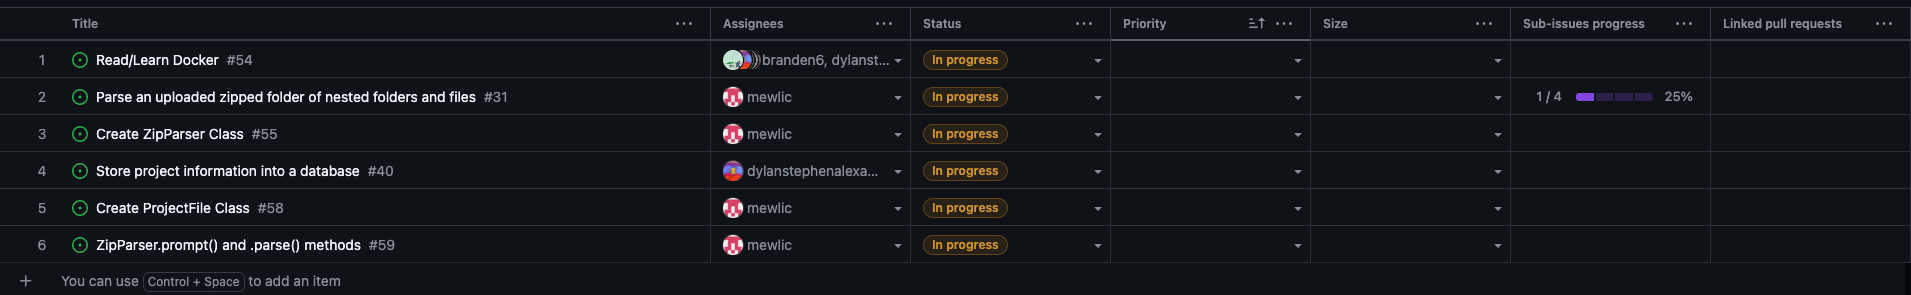 Title ... Assignees ... Status ... Priority ... Size ... Sub-issues progress ... Linked pull requests ...
1 Read/Learn Docker #54 branden6, dylanst... In progress
2 Parse an uploaded zipped folder of nested folders and files #31 mewlic In progress 1 / 4 25%
3 Create ZipParser Class #55 mewlic In progress
4 Store project information into a database #40 dylanstephenalexa... In progress
5 Create ProjectFile Class #58 mewlic In progress
6 ZipParser.prompt() and .parse() methods #59 mewlic In progress
+ You can use Control + Space to add an item